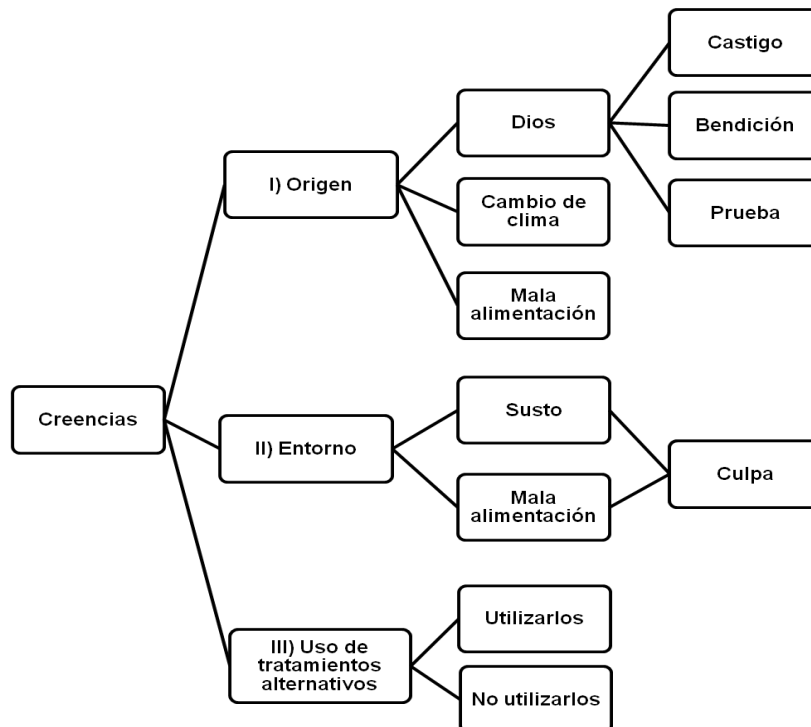 Castigo
Dios
Bendición
I) Origen
Cambio de
clima
Prueba
Mala
alimentación
Creencias
Susto
II) Entorno
Culpa
Mala
alimentación
III) Uso de
tratamientos
alternativos
Utilizarlos
No utilizarlos